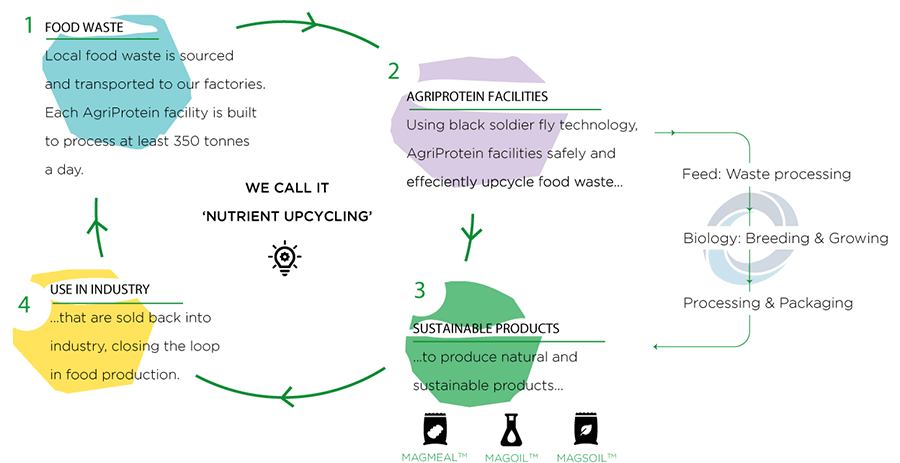 1 FOOD WASTE
Local food waste is sourced
and transported to our factories.
Each AgriProtein facility is built
to process at least 350 tonnes
a day.
2
AGRIPROTEIN FACILITIES
Using black soldier fly technology,
AgriProtein facilities safely and
effeciently upcycle food waste...
Feed: Waste processing
Biology: Breeding & Growing
Processing & Packaging
WE CALL IT
‘NUTRIENT UPCYCLING’
3
SUSTAINABLE PRODUCTS
...to produce natural and
sustainable products...
MAGMEAL™ MAGOIL™ MAGSOIL™
4 USE IN INDUSTRY
...that are sold back into
industry, closing the loop
in food production.